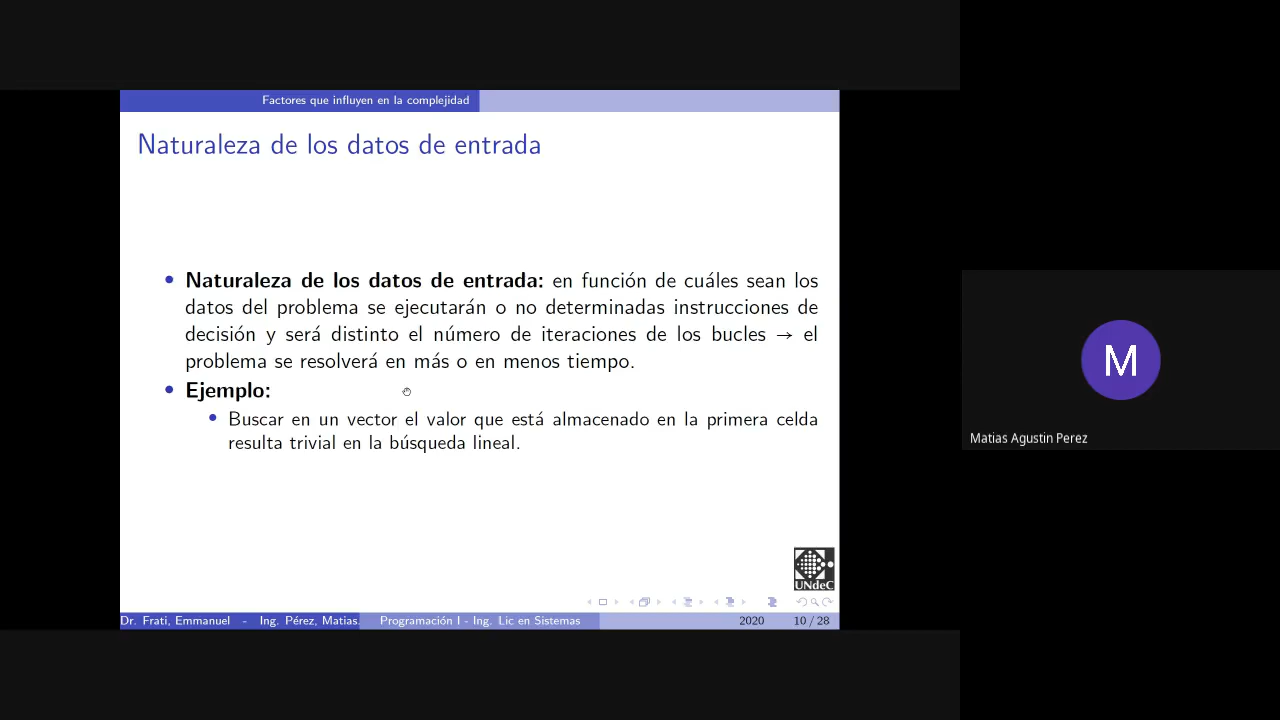 Factores que influyen en la complejidad
Naturaleza de los datos de entrada
Naturaleza de los datos de entrada: en función de cuáles sean los
datos del problema se ejecutarán o no determinadas instrucciones de
decisión y será distinto el número de iteraciones de los bucles → el
problema se resolverá en más o en menos tiempo.
Ejemplo:
Buscar en un vector el valor que está almacenado en la primera celda
resulta trivial en la búsqueda lineal.
UNdeC
Dr. Frati, Emmanuel - Ing. Pérez, Matias. Programación I - Ing. Lic en Sistemas 2020 10 / 28
M
Matias Agustin Perez